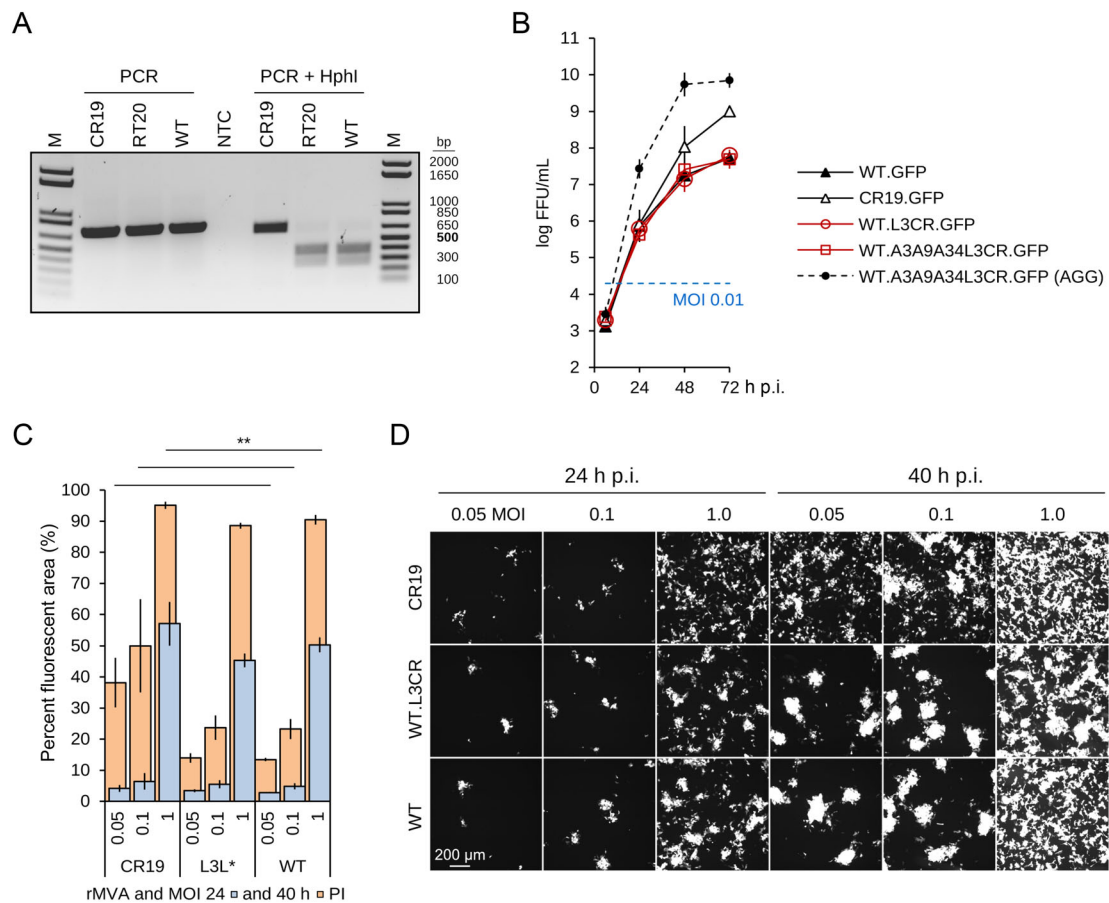 A
PCR
PCR + HphI
M
CR19
RT20
WT
NTC
CR19
RT20
WT
M
bp
2000
1650
1000
850
650
500
300
100
B
11
10
9
8
7
6
5
4
3
2
log FFU/mL
MOI 0.01
0
24
48
72
h p.i.
WT.GFP
CR19.GFP
WT.L3CR.GFP
WT.A3A9A34L3CR.GFP
WT.A3A9A34L3CR.GFP (AGG)
C
**
100
90
80
70
60
50
40
30
20
10
0
Percent fluorescent area (%)
0.05
0.1
1
0.05
0.1
1
0.05
0.1
1
CR19
L3L*
WT
rMVA and MOI 24 and 40 h PI
D
24 h p.i.
40 h p.i.
0.05 MOI
0.1
1.0
0.05
0.1
1.0
CR19
WT.L3CR
WT
200 µm